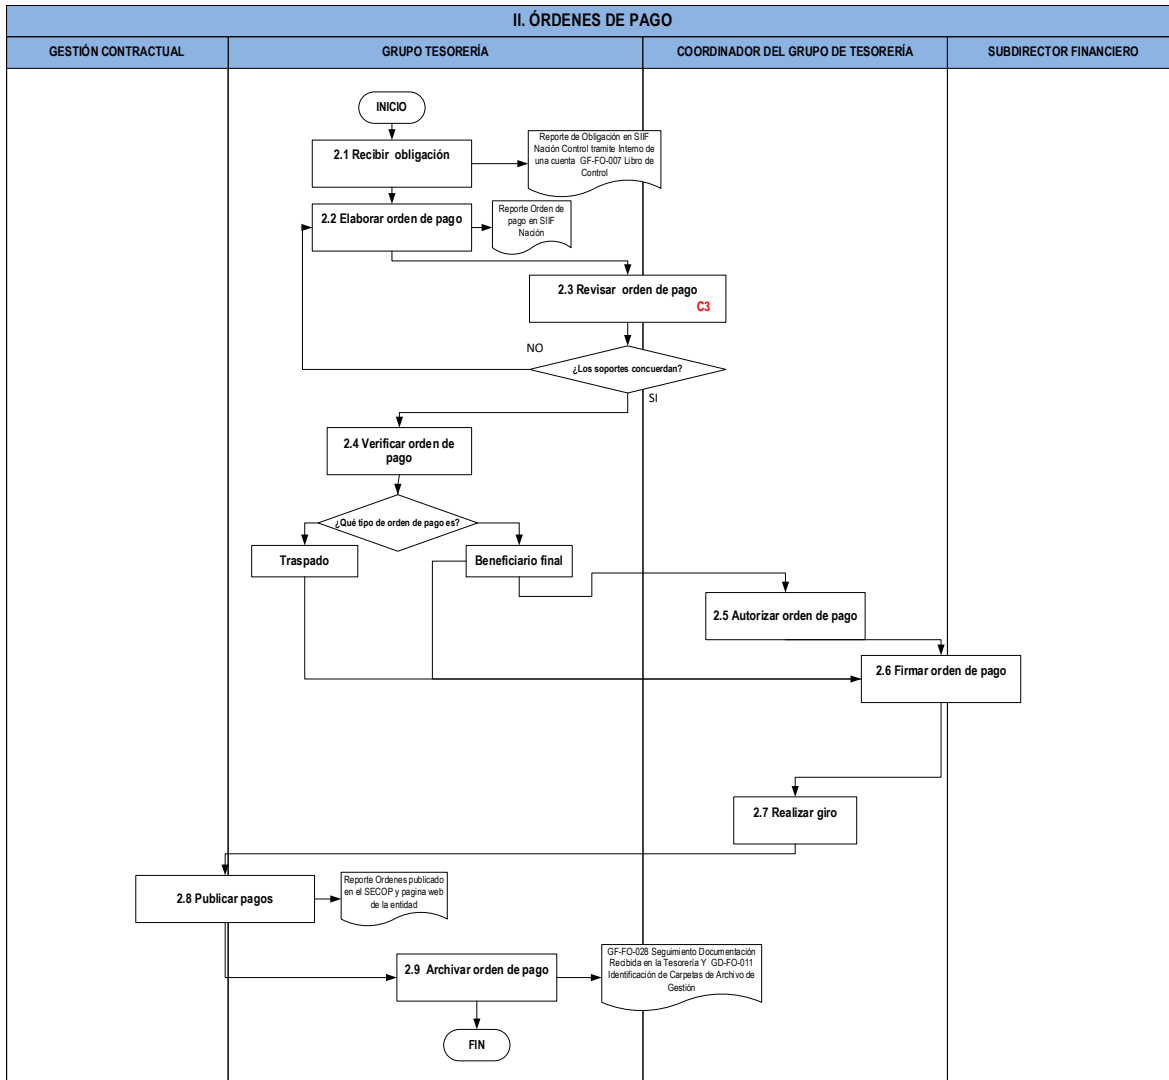 II. ÓRDENES DE PAGO
GESTIÓN CONTRACTUAL
GRUPO TESORERÍA
COORDINADOR DEL GRUPO DE TESORERÍA
SUBDIRECTOR FINANCIERO
INICIO
2.1 Recibir obligación
Reporte de Obligación en SIIF
Nación Control tramite Interno de
una cuenta GF-FO-007 Libro de
Control
2.2 Elaborar orden de pago
Reporte Orden de
pago en SIIF
Nación
2.3 Revisar orden de pago
C3
NO
¿Los soportes concuerdan?
SI
2.4 Verificar orden de
pago
¿Qué tipo de orden de pago es?
Traspado
Beneficiario final
2.5 Autorizar orden de pago
2.6 Firmar orden de pago
2.7 Realizar giro
2.8 Publicar pagos
Reporte Ordenes publicado
en el SECOP y pagina web
de la entidad
2.9 Archivar orden de pago
GF-FO-028 Seguimiento Documentación
Recibida en la Tesorería Y GD-FO-011
Identificación de Carpetas de Archivo de
Gestión
FIN